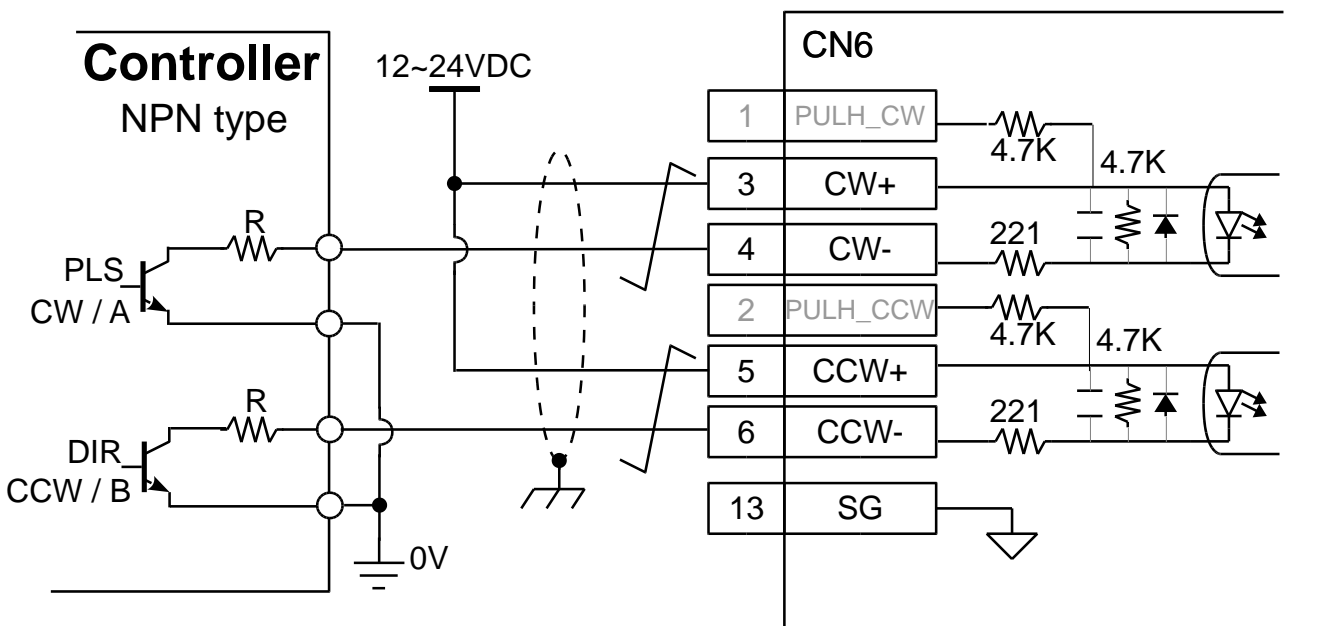 Controller
NPN type
12~24VDC
CN6
1 PULH_CW
4.7K
4.7K
3 CW+
R
4 CW-
221
PLS
CW / A
2 PULH_CCW
4.7K
4.7K
5 CCW+
R
6 CCW-
221
DIR
CCW / B
13 SG
0V